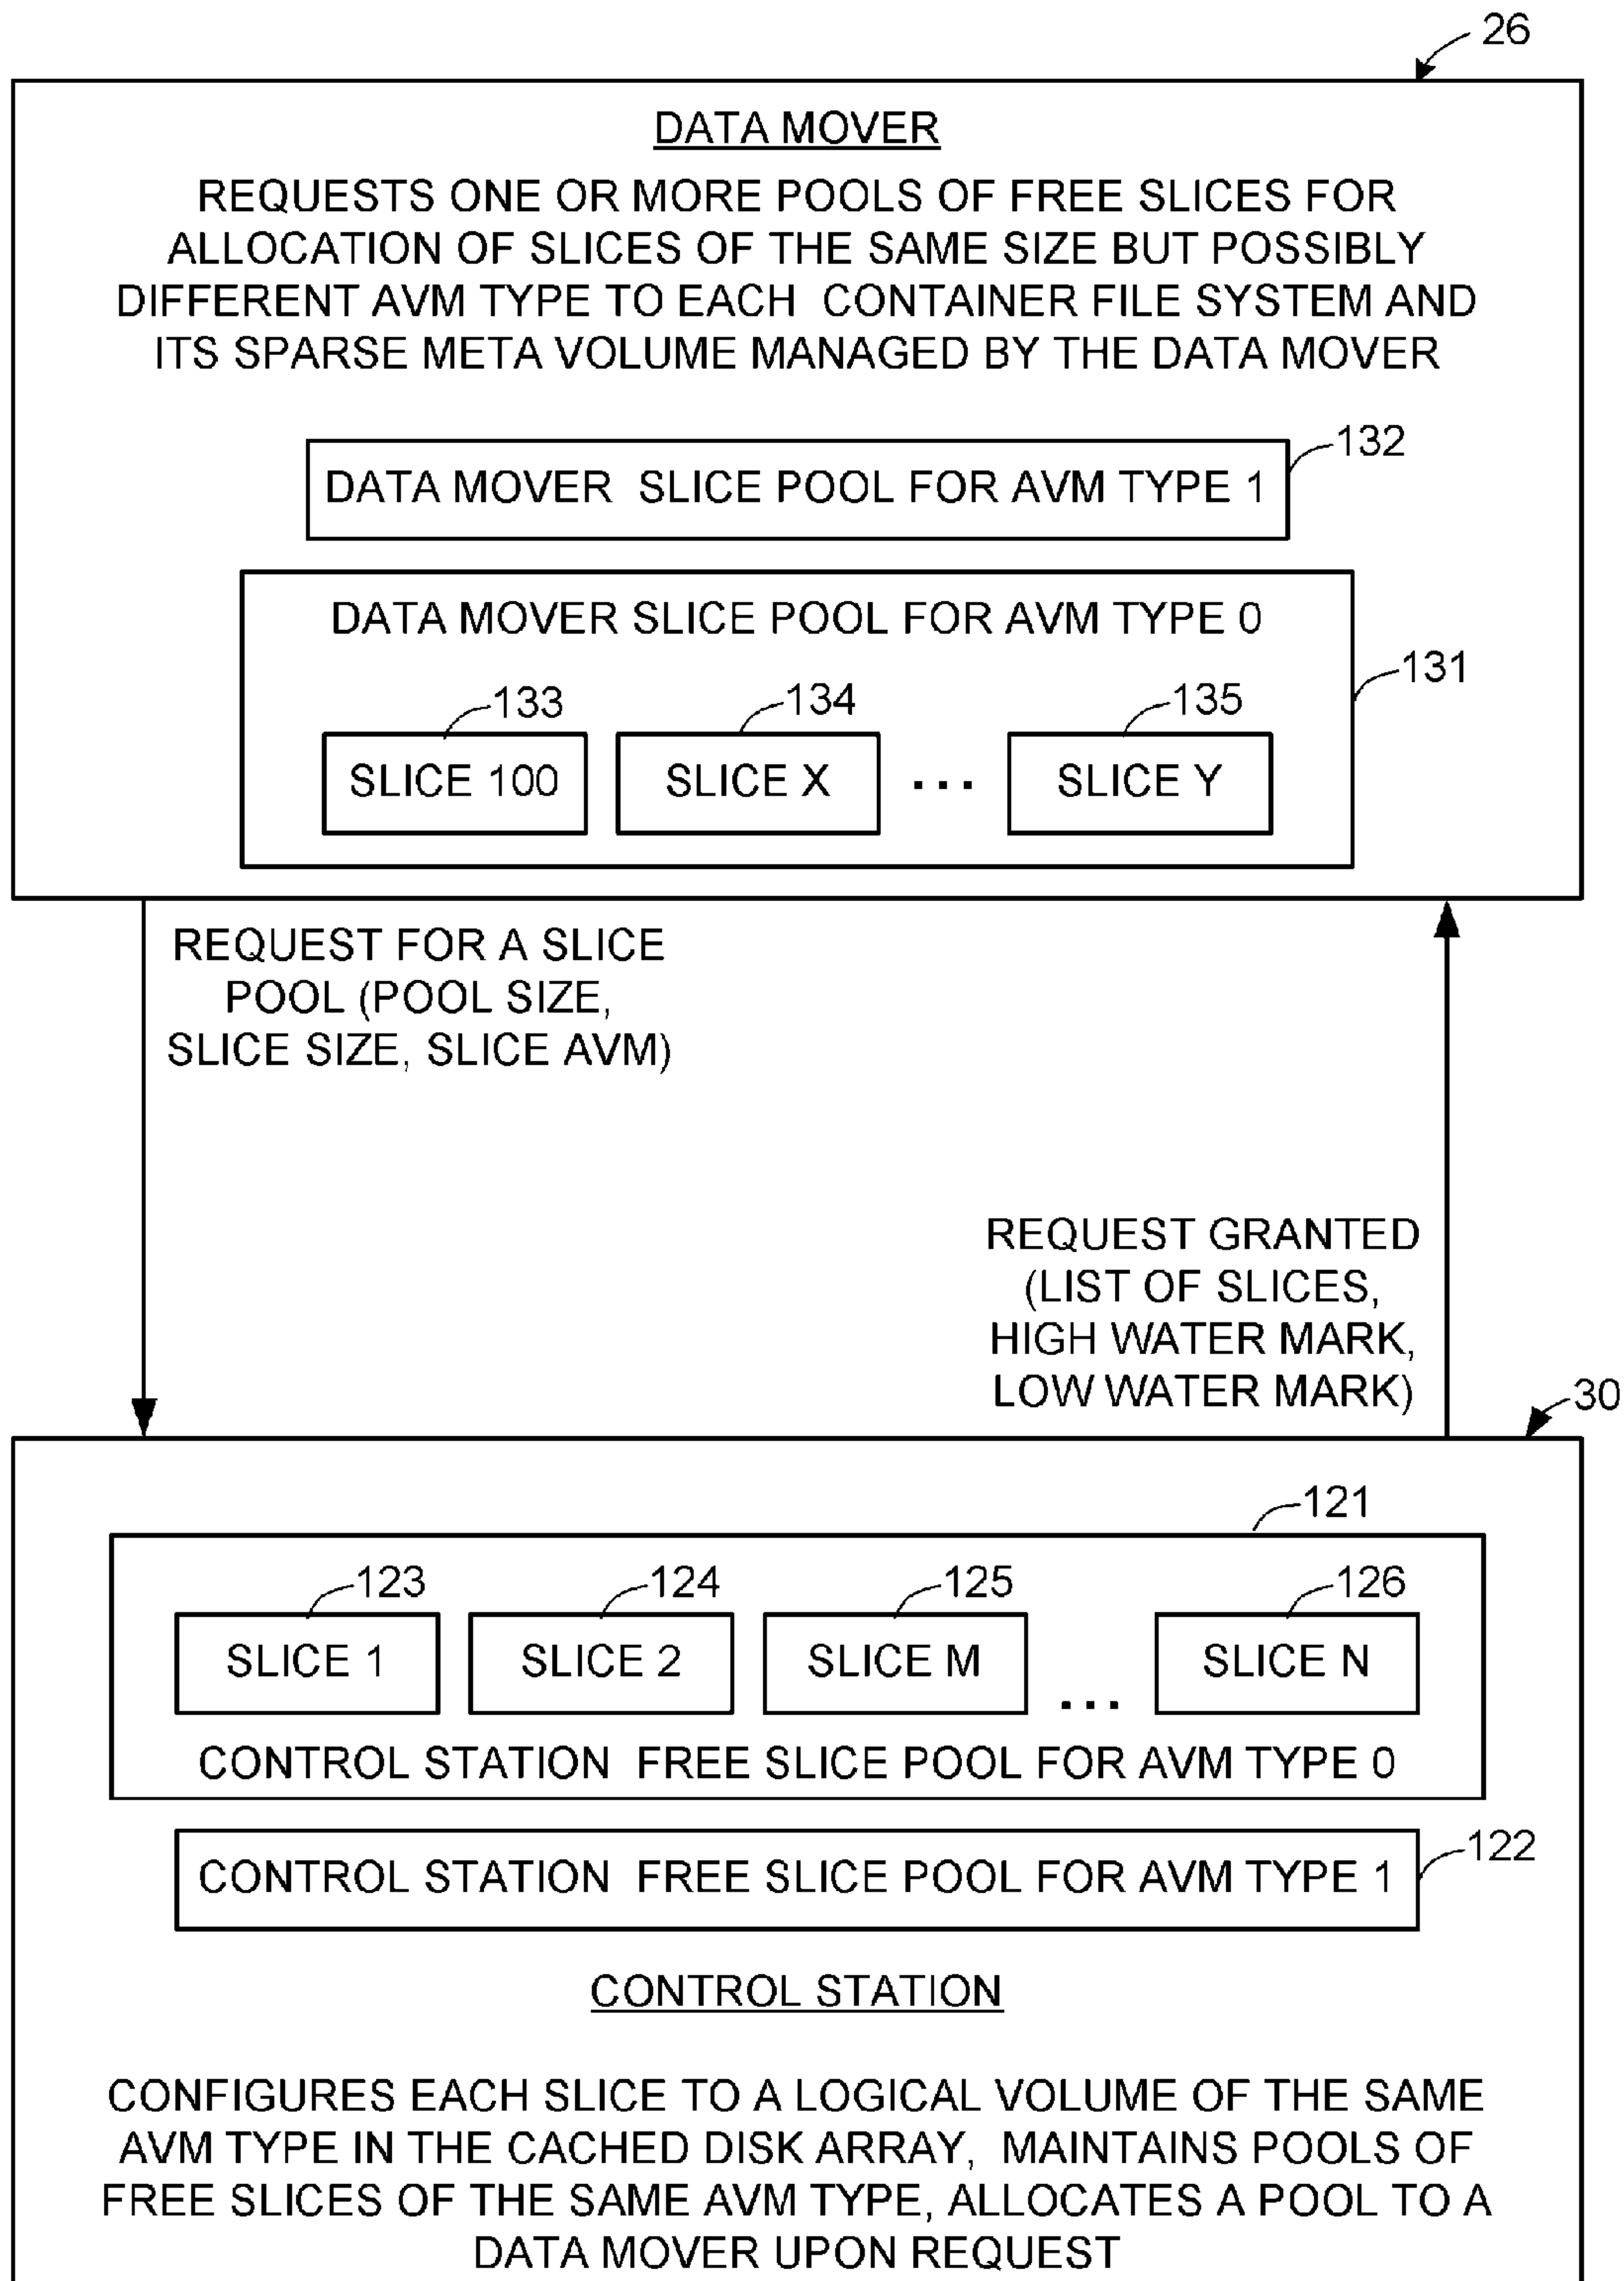 26
DATA MOVER
REQUESTS ONE OR MORE POOLS OF FREE SLICES FOR
ALLOCATION OF SLICES OF THE SAME SIZE BUT POSSIBLY
DIFFERENT AVM TYPE TO EACH CONTAINER FILE SYSTEM AND
ITS SPARSE META VOLUME MANAGED BY THE DATA MOVER
132
DATA MOVER SLICE POOL FOR AVM TYPE 1
DATA MOVER SLICE POOL FOR AVM TYPE 0
131
133 134 135
SLICE 100 SLICE X ... SLICE Y
REQUEST FOR A SLICE
POOL (POOL SIZE,
SLICE SIZE, SLICE AVM)
REQUEST GRANTED
(LIST OF SLICES,
HIGH WATER MARK,
LOW WATER MARK)
30
121
123 124 125 126
SLICE 1 SLICE 2 SLICE M ... SLICE N
CONTROL STATION FREE SLICE POOL FOR AVM TYPE 0
122
CONTROL STATION FREE SLICE POOL FOR AVM TYPE 1
CONTROL STATION
CONFIGURES EACH SLICE TO A LOGICAL VOLUME OF THE SAME
AVM TYPE IN THE CACHED DISK ARRAY, MAINTAINS POOLS OF
FREE SLICES OF THE SAME AVM TYPE, ALLOCATES A POOL TO A
DATA MOVER UPON REQUEST